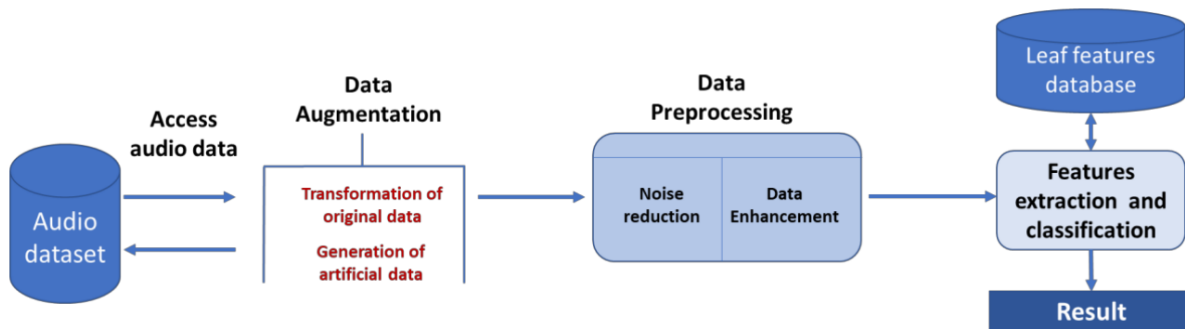 Audio
dataset
Access
audio data
Data
Augmentation
Transformation of
original data
Generation of
artificial data
Data
Preprocessing
Noise
reduction
Data
Enhancement
Leaf features
database
Features
extraction and
classification
Result